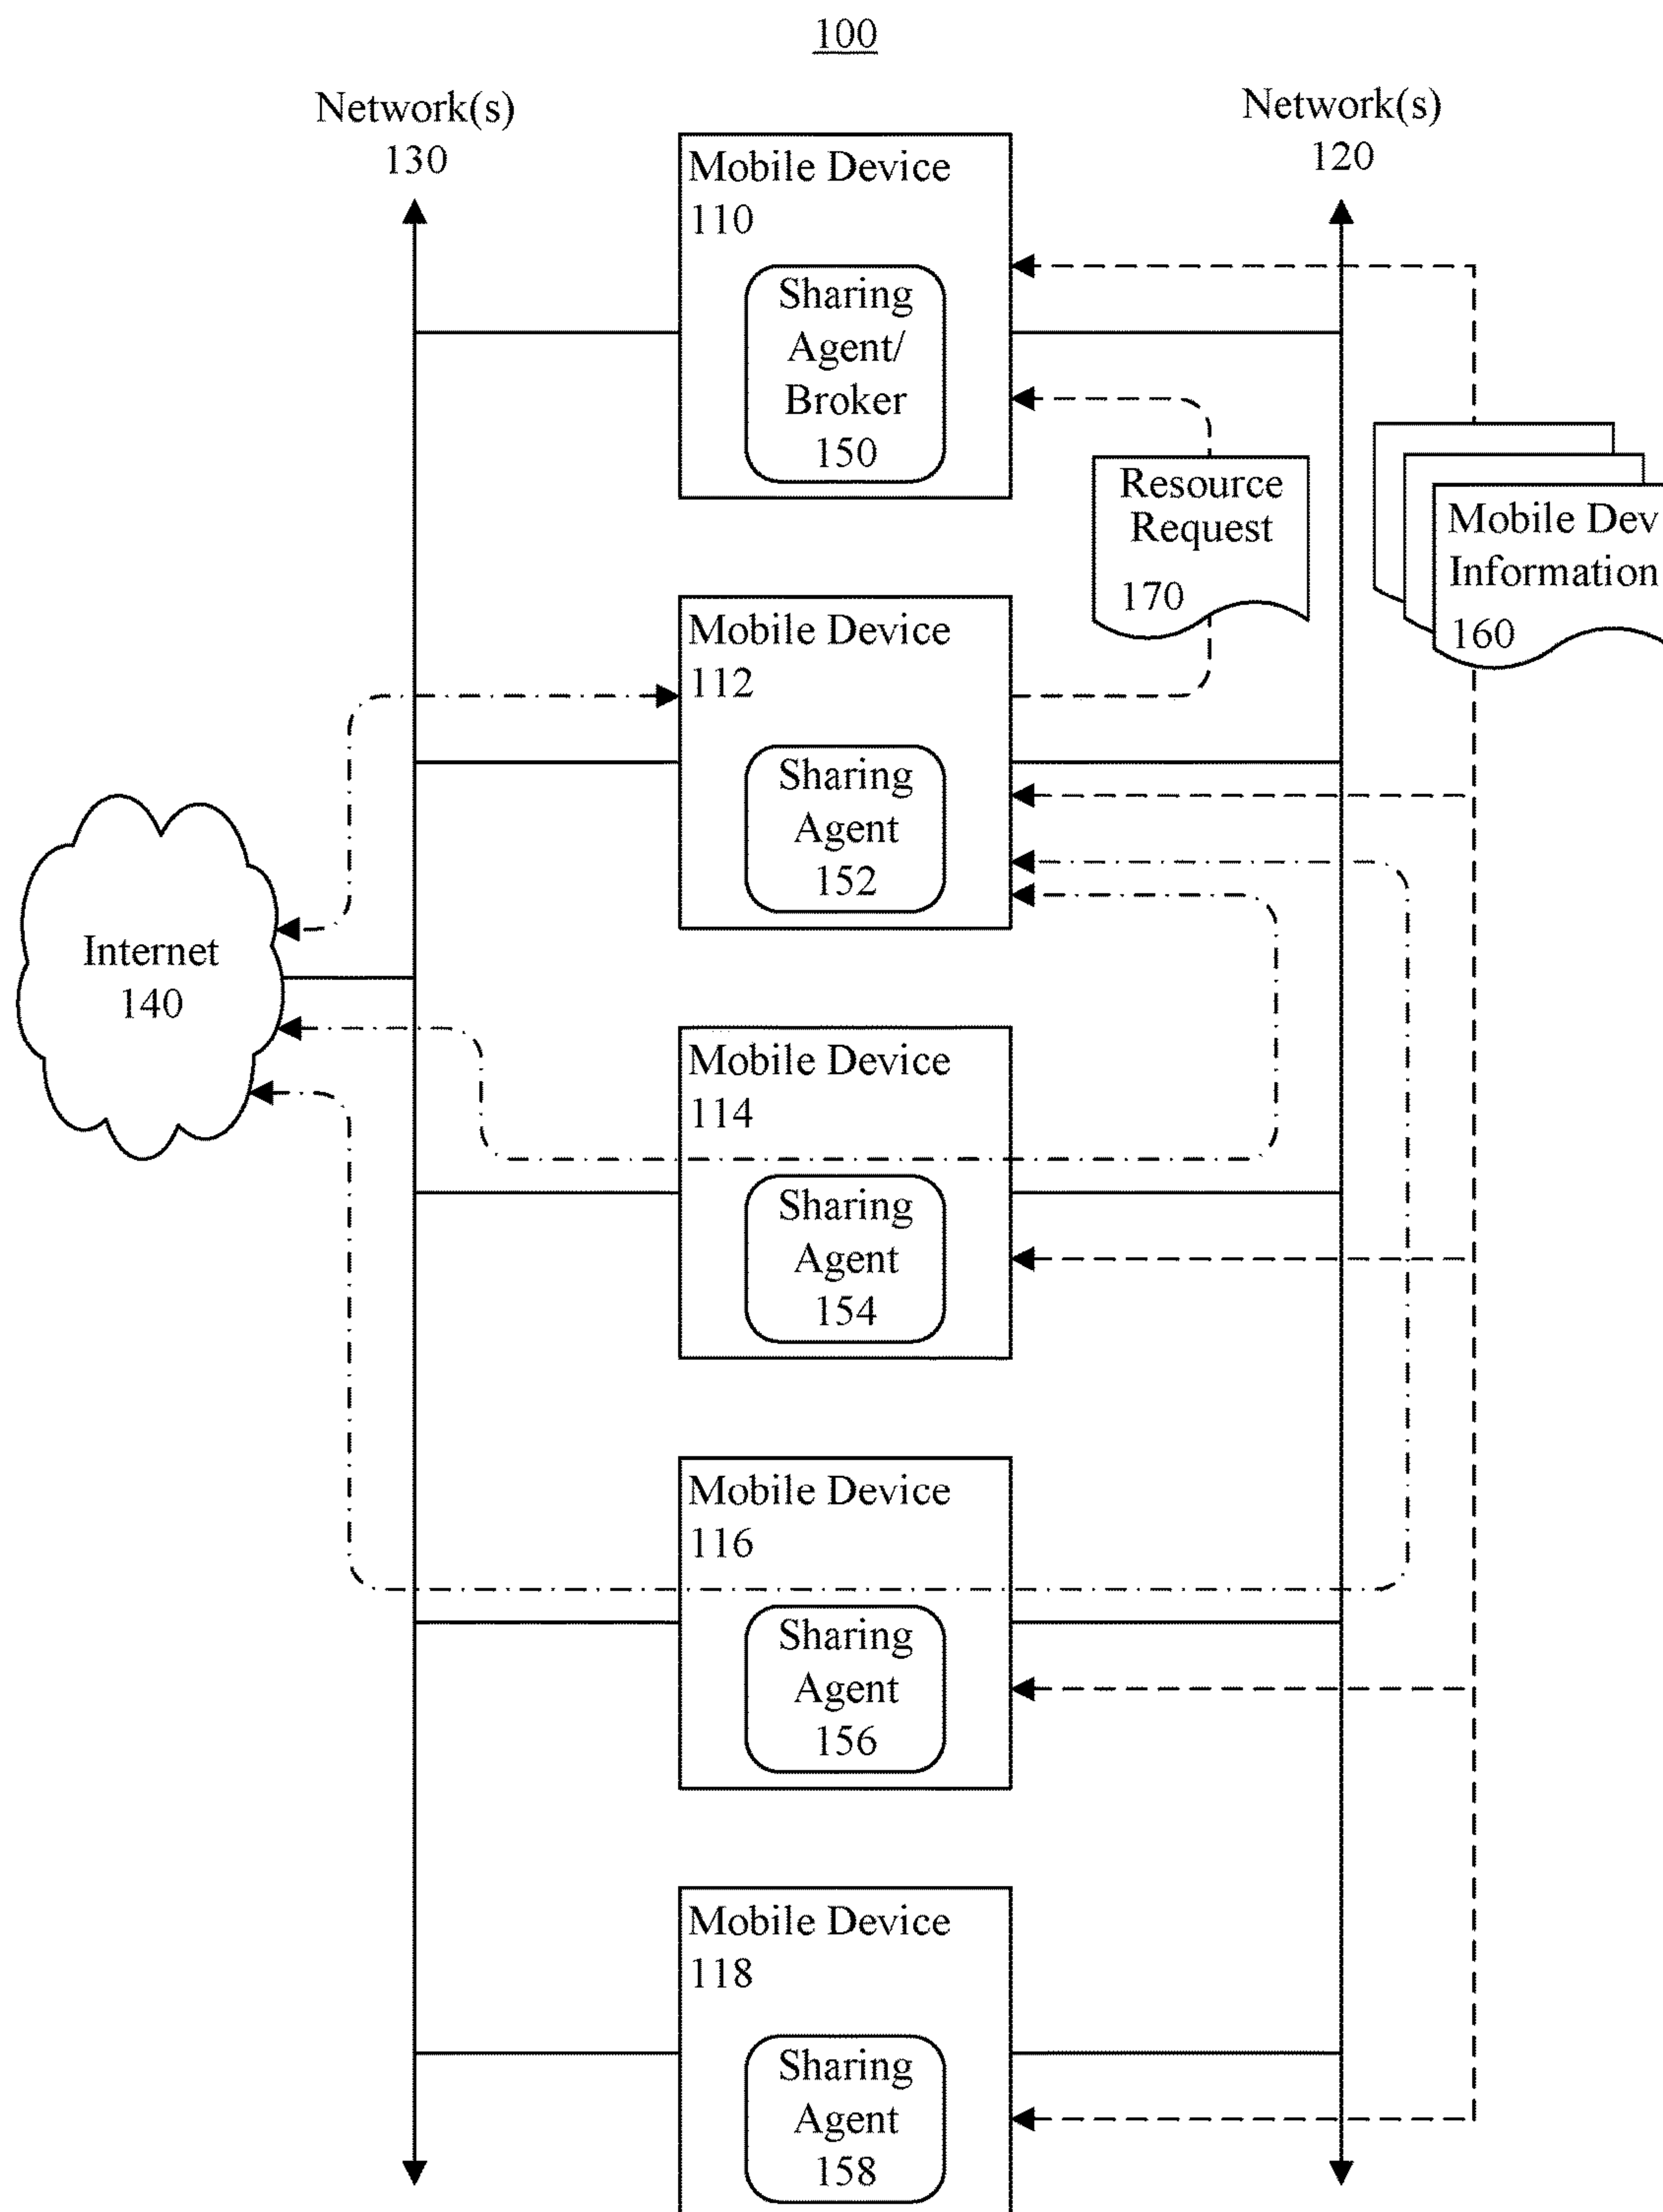 100
Network(s)
130
Network(s)
120
Mobile Device
110
Sharing
Agent/
Broker
150
Resource
Request
170
Mobile Dev
Information
160
Mobile Device
112
Sharing
Agent
152
Internet
140
Mobile Device
114
Sharing
Agent
154
Mobile Device
116
Sharing
Agent
156
Mobile Device
118
Sharing
Agent
158